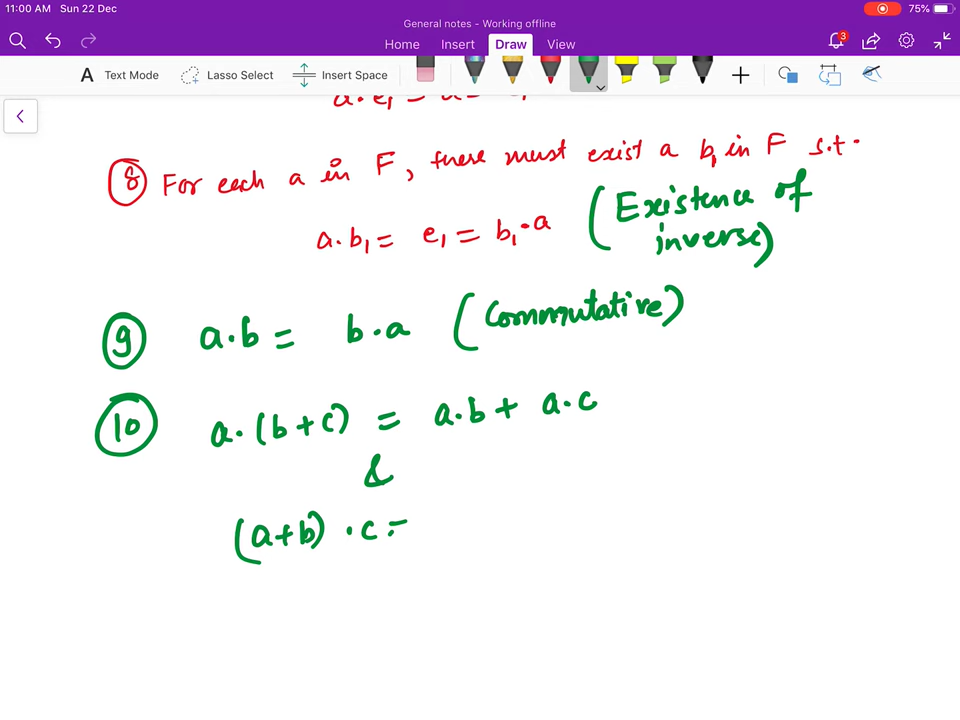 11:00 AM Sun 22 Dec
75%
General notes - Working offline
Home Insert Draw View
3
A Text Mode Lasso Select Insert Space
a·e₁ = a =
⑧ For each a in F, there must exist a b₁ in F s.t.
a·b₁ = e₁ = b₁·a (Existence of
inverse)
⑨ a·b = b·a (Commutative)
⑩ a·(b+c) = a·b + a·c
&
(a+b)·c =